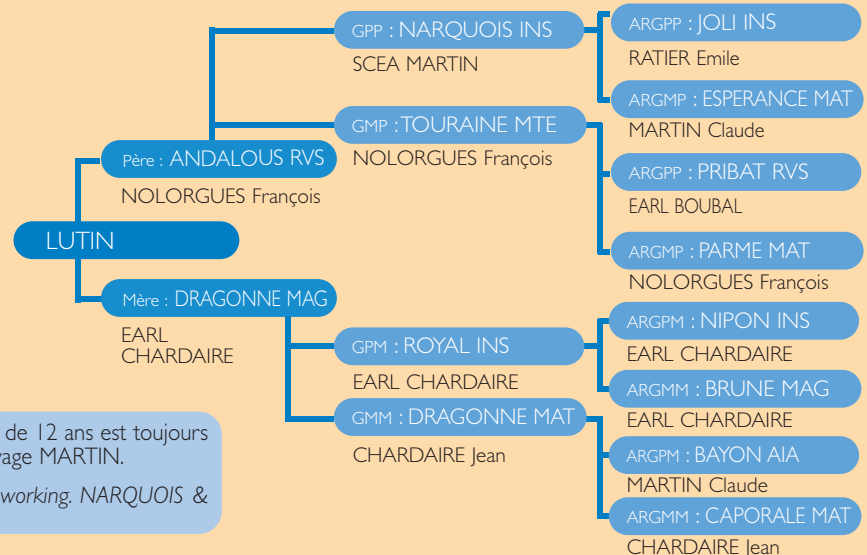 GPP : NARQUOIS INS
SCEA MARTIN
ARGPP : JOLI INS
RATIER Emile
ARGMP : ESPERANCE MAT
MARTIN Claude
GMP : TOURAINE MTE
NOLORGUES François
Père : ANDALOUS RVS
NOLORGUES François
ARGPP : PRIBAT RVS
EARL BOUBAL
LUTIN
ARGMP : PARME MAT
NOLORGUES François
Mère : DRAGONNE MAG
EARL
CHARDAIRE
GPM : ROYAL INS
EARL CHARDAIRE
ARGPM : NIPON INS
EARL CHARDAIRE
ARGMM : BRUNE MAG
EARL CHARDAIRE
GMM : DRAGONNE MAT
CHARDAIRE Jean
ARGPM : BAYON AIA
MARTIN Claude
ARGMM : CAPORALE MAT
CHARDAIRE Jean
de 12 ans est toujours
vage MARTIN.
working. NARQUOIS &